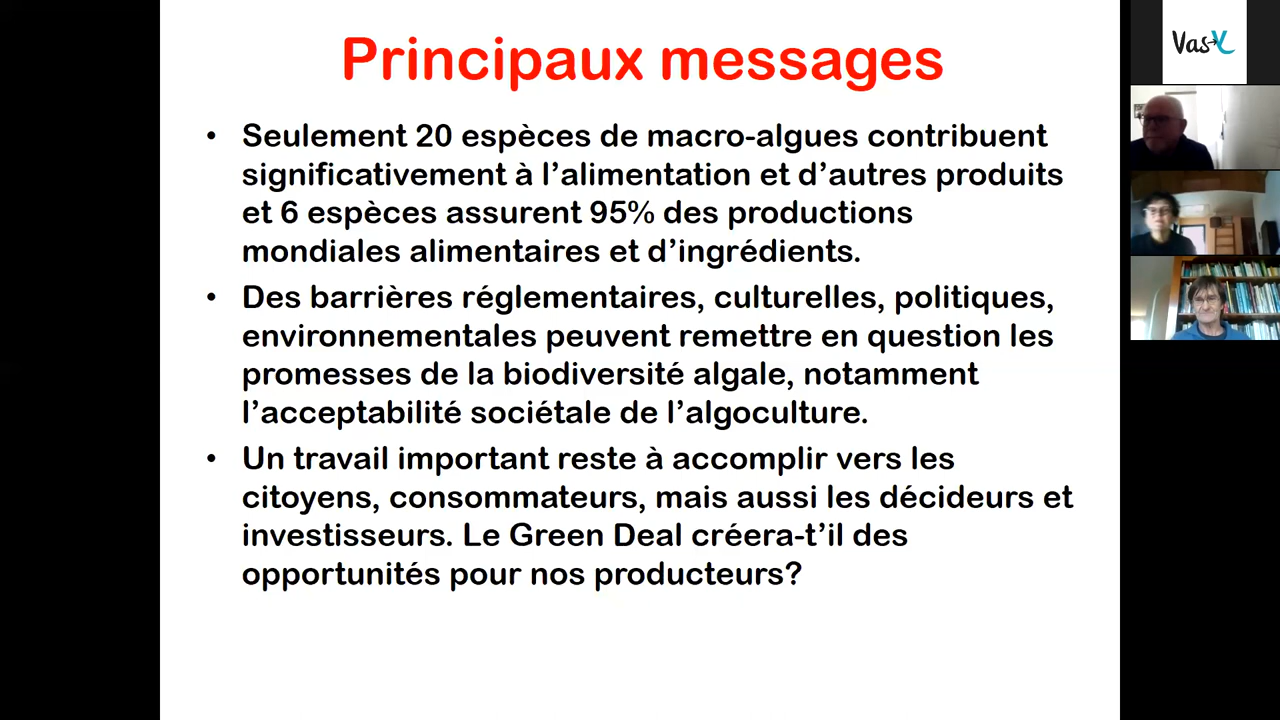 Principaux messages
• Seulement 20 espèces de macro-algues contribuent
significativement à l’alimentation et d’autres produits
et 6 espèces assurent 95% des productions
mondiales alimentaires et d’ingrédients.
• Des barrières réglementaires, culturelles, politiques,
environnementales peuvent remettre en question les
promesses de la biodiversité algale, notamment
l’acceptabilité sociétale de l’algoculture.
• Un travail important reste à accomplir vers les
citoyens, consommateurs, mais aussi les décideurs et
investisseurs. Le Green Deal créera-t’il des
opportunités pour nos producteurs?
Vas